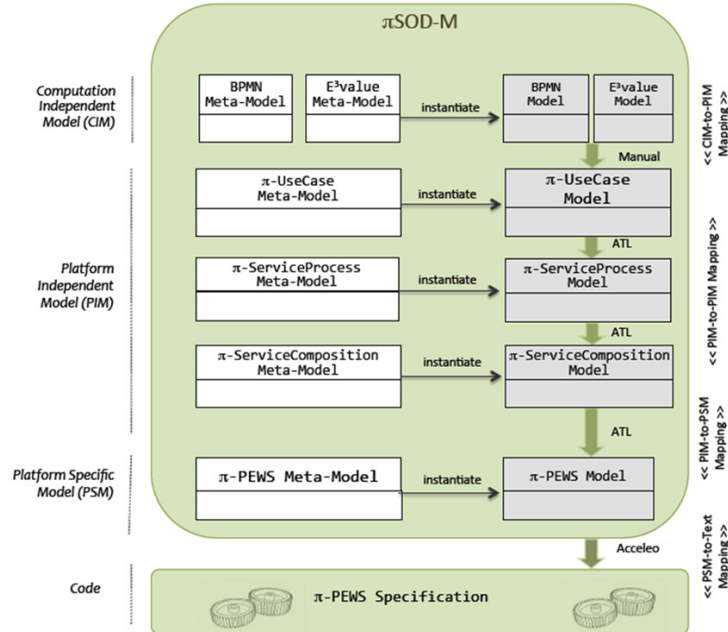 πSOD-M
Computation
Independent
Model (CIM)
BPMN
Meta-Model
E³value
Meta-Model
instantiate
BPMN
Model
E³value
Model
<< CIM-to-PIM
Mapping >>
Manual
π-UseCase
Meta-Model
instantiate
π-UseCase
Model
ATL
Platform
Independent
Model (PIM)
π-ServiceProcess
Meta-Model
instantiate
π-ServiceProcess
Model
<< PIM-to-PIM Mapping >>
ATL
π-ServiceComposition
Meta-Model
instantiate
π-ServiceComposition
Model
ATL
<< PIM-to-PSM
Mapping >>
Platform Specific
Model (PSM)
π-PEWS Meta-Model
instantiate
π-PEWS Model
Acceleo
<< PSM-to-Text
Mapping >>
Code
π-PEWS Specification